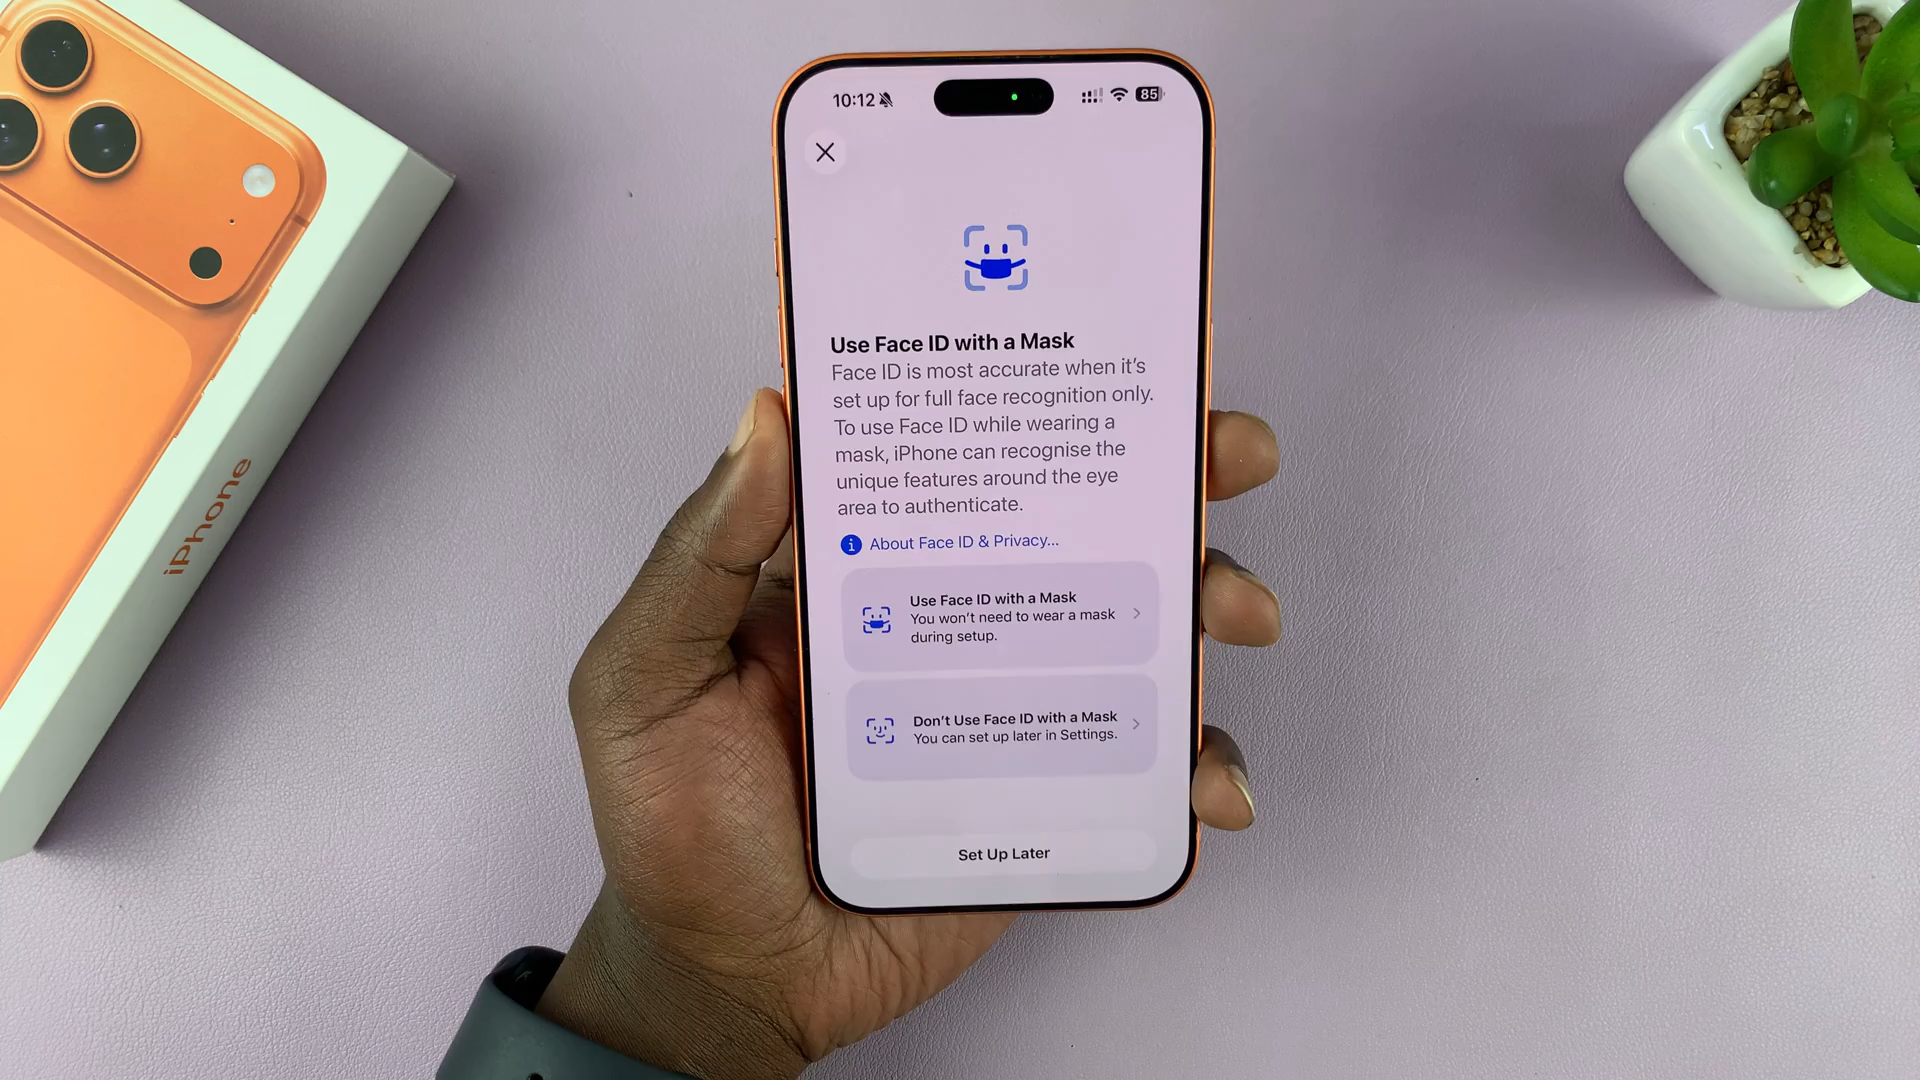 iPhone
10:12
85
Use Face ID with a Mask
Face ID is most accurate when it's
set up for full face recognition only.
To use Face ID while wearing a
mask, iPhone can recognise the
unique features around the eye
area to authenticate.
About Face ID & Privacy...
Use Face ID with a Mask
You won't need to wear a mask
during setup.
Don't Use Face ID with a Mask
You can set up later in Settings.
Set Up Later